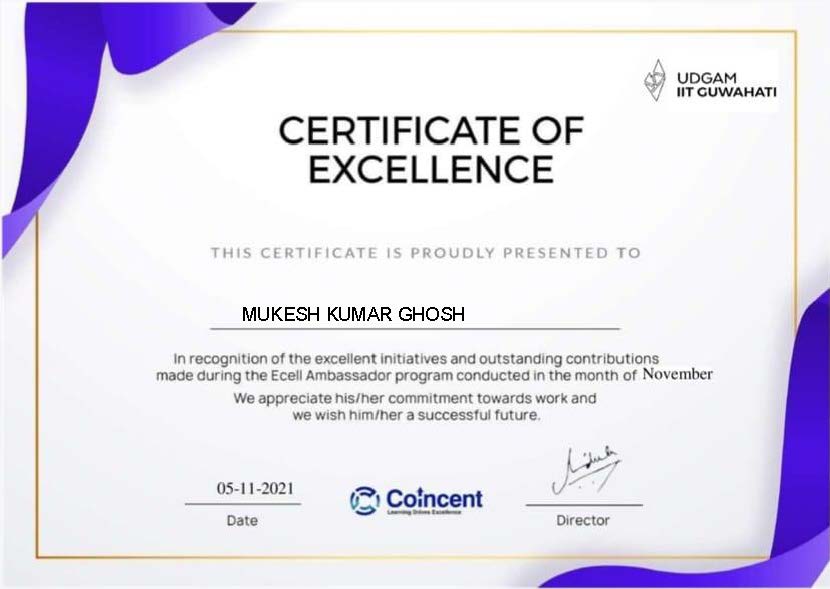 UDGAM
IIT GUWAHATI
CERTIFICATE OF
EXCELLENCE
THIS CERTIFICATE IS PROUDLY PRESENTED TO
MUKESH KUMAR GHOSH
In recognition of the excellent initiatives and outstanding contributions
made during the Ecell Ambassador program conducted in the month of November
We appreciate his/her commitment towards work and
we wish him/her a successful future.
05-11-2021
Date
Coincent
Learning Drives Excellence
Director